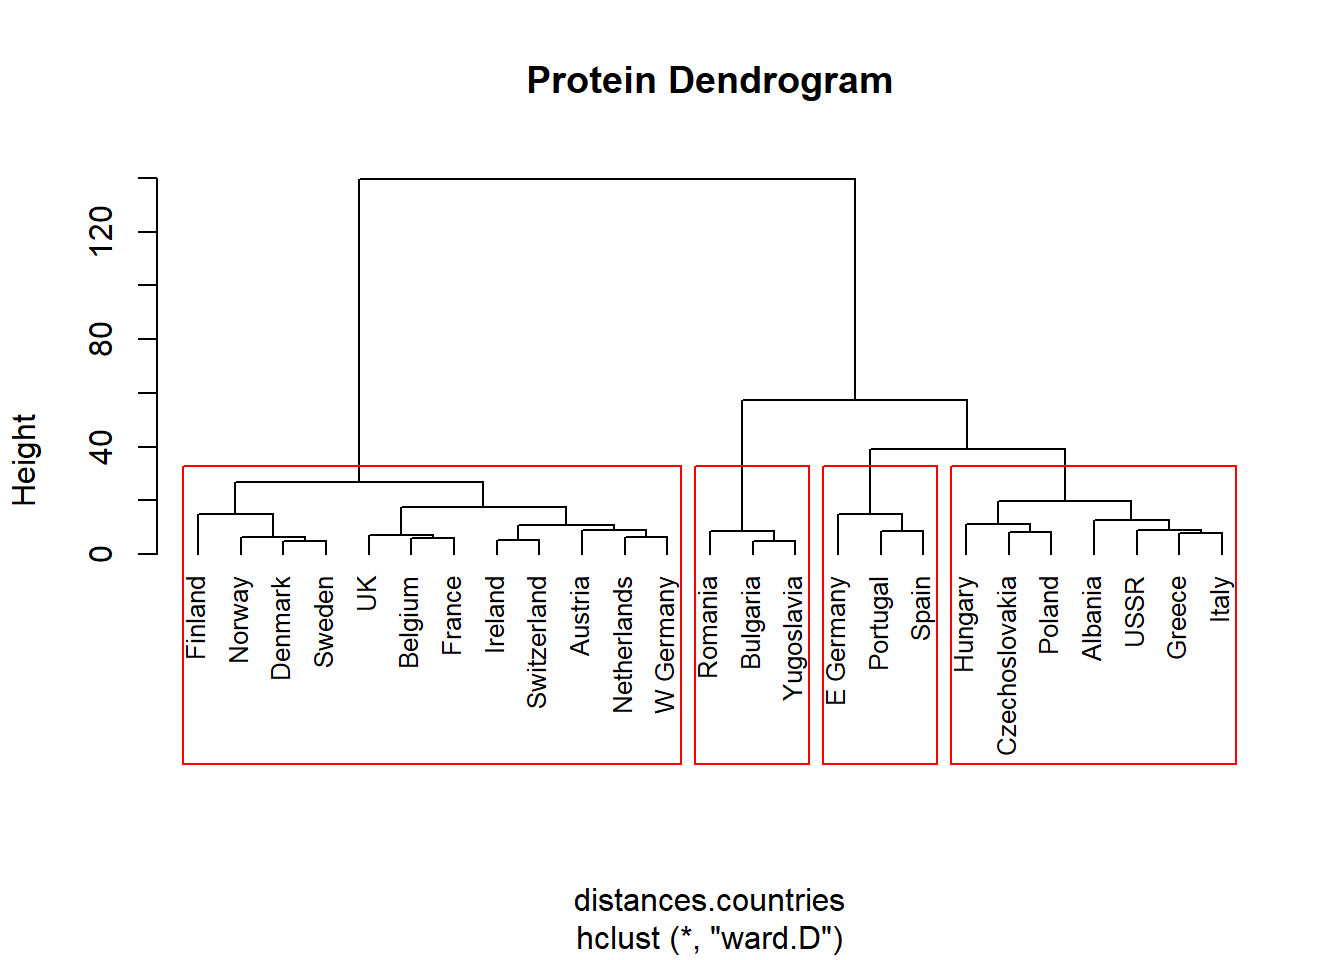 Protein Dendrogram
Height
120
80
40
0
Finland
Norway
Denmark
Sweden
UK
Belgium
France
Ireland
Switzerland
Austria
Netherlands
W Germany
Romania
Bulgaria
Yugoslavia
E Germany
Portugal
Spain
Hungary
Czechoslovakia
Poland
Albania
USSR
Greece
Italy
distances.countries
hclust (*, "ward.D")